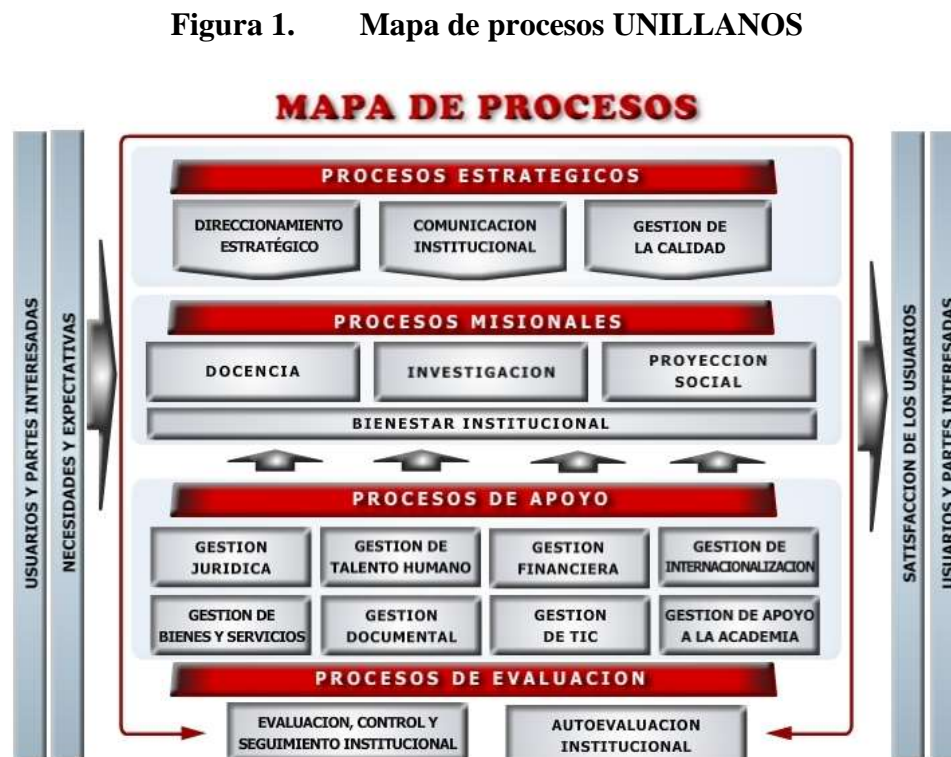 Figura 1. Mapa de procesos UNILLANOS
MAPA DE PROCESOS
USUARIOS Y PARTES INTERESADAS
NECESIDADES Y EXPECTATIVAS
PROCESOS ESTRATEGICOS
DIRECCIONAMIENTO
ESTRATÉGICO
COMUNICACION
INSTITUCIONAL
GESTION DE
LA CALIDAD
PROCESOS MISIONALES
DOCENCIA
INVESTIGACION
PROYECCION
SOCIAL
BIENESTAR INSTITUCIONAL
PROCESOS DE APOYO
GESTION
JURIDICA
GESTION DE
TALENTO HUMANO
GESTION
FINANCIERA
GESTION DE
INTERNACIONALIZACION
GESTION DE
BIENES Y SERVICIOS
GESTION
DOCUMENTAL
GESTION
DE TIC
GESTION DE APOYO
A LA ACADEMIA
PROCESOS DE EVALUACION
EVALUACION, CONTROL Y
SEGUIMIENTO INSTITUCIONAL
AUTOEVALUACION
INSTITUCIONAL
SATISFACCION DE LOS USUARIOS
USUARIOS Y PARTES INTERESADAS